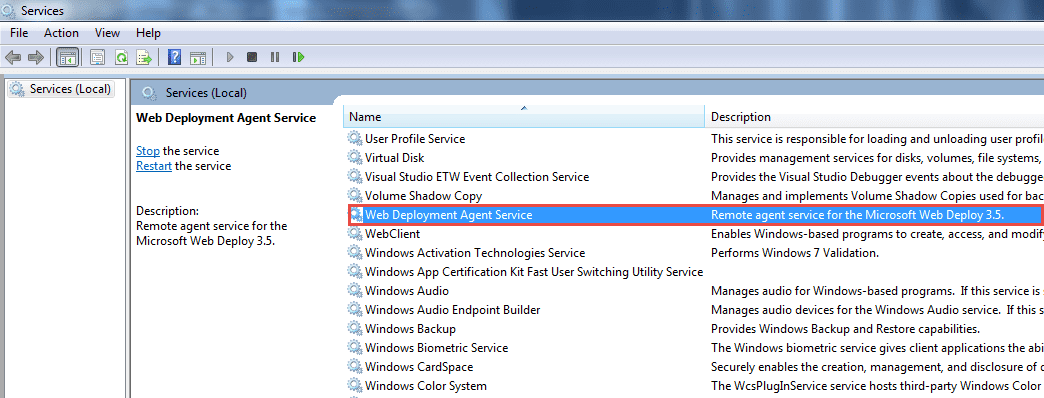 Services
File Action View Help
Services (Local)
Services (Local)
Web Deployment Agent Service
Stop the service
Restart the service
Description:
Remote agent service for the
Microsoft Web Deploy 3.5.
Name Description
User Profile Service This service is responsible for loading and unloading user profile
Virtual Disk Provides management services for disks, volumes, file systems,
Visual Studio ETW Event Collection Service Provides the Visual Studio Debugger events about the debugger
Volume Shadow Copy Manages and implements Volume Shadow Copies used for bac
Web Deployment Agent Service Remote agent service for the Microsoft Web Deploy 3.5.
WebClient Enables Windows-based programs to create, access, and modify
Windows Activation Technologies Service Performs Windows 7 Validation.
Windows App Certification Kit Fast User Switching Utility Service
Windows Audio Manages audio for Windows-based programs. If this service is s
Windows Audio Endpoint Builder Manages audio devices for the Windows Audio service. If this s
Windows Backup Provides Windows Backup and Restore capabilities.
Windows Biometric Service The Windows biometric service gives client applications the abi
Windows CardSpace Securely enables the creation, management, and disclosure of d
Windows Color System The WcsPlugInService service hosts third-party Windows Color